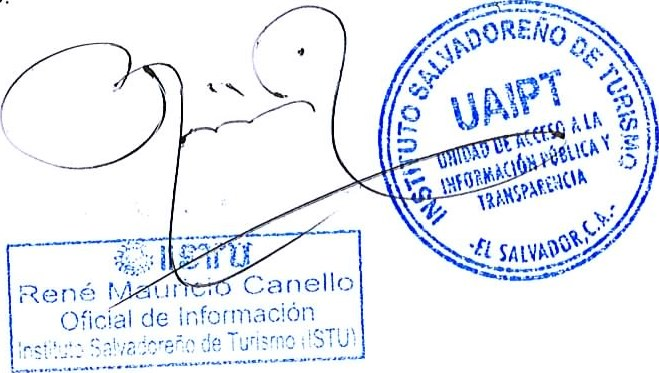 INSTITUTO SALVADOREÑO DE TURISMO
UAIPT
UNIDAD DE ACCESO A LA
INFORMACIÓN PÚBLICA Y
TRANSPARENCIA
-EL SALVADOR, C.A.-
istu
René Mauricio Canello
Oficial de Información
Instituto Salvadoreño de Turismo (ISTU)